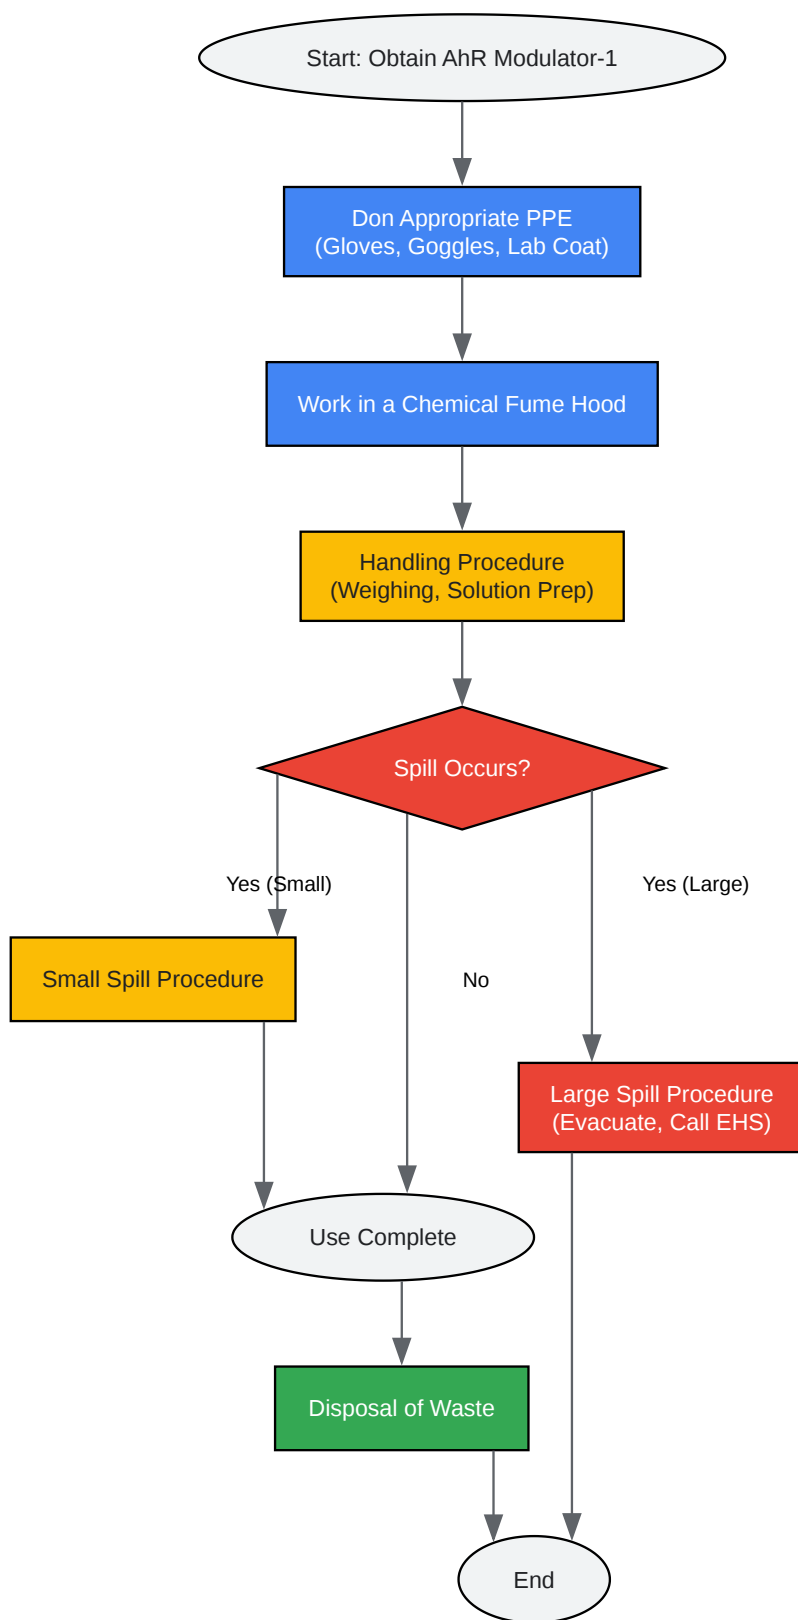 Start: Obtain AhR Modulator-1
Don Appropriate PPE
(Gloves, Goggles, Lab Coat)
Work in a Chemical Fume Hood
Handling Procedure
(Weighing, Solution Prep)
Spill Occurs?
Yes (Small)
Yes (Large)
Small Spill Procedure
No
Large Spill Procedure
(Evacuate, Call EHS)
Use Complete
Disposal of Waste
End